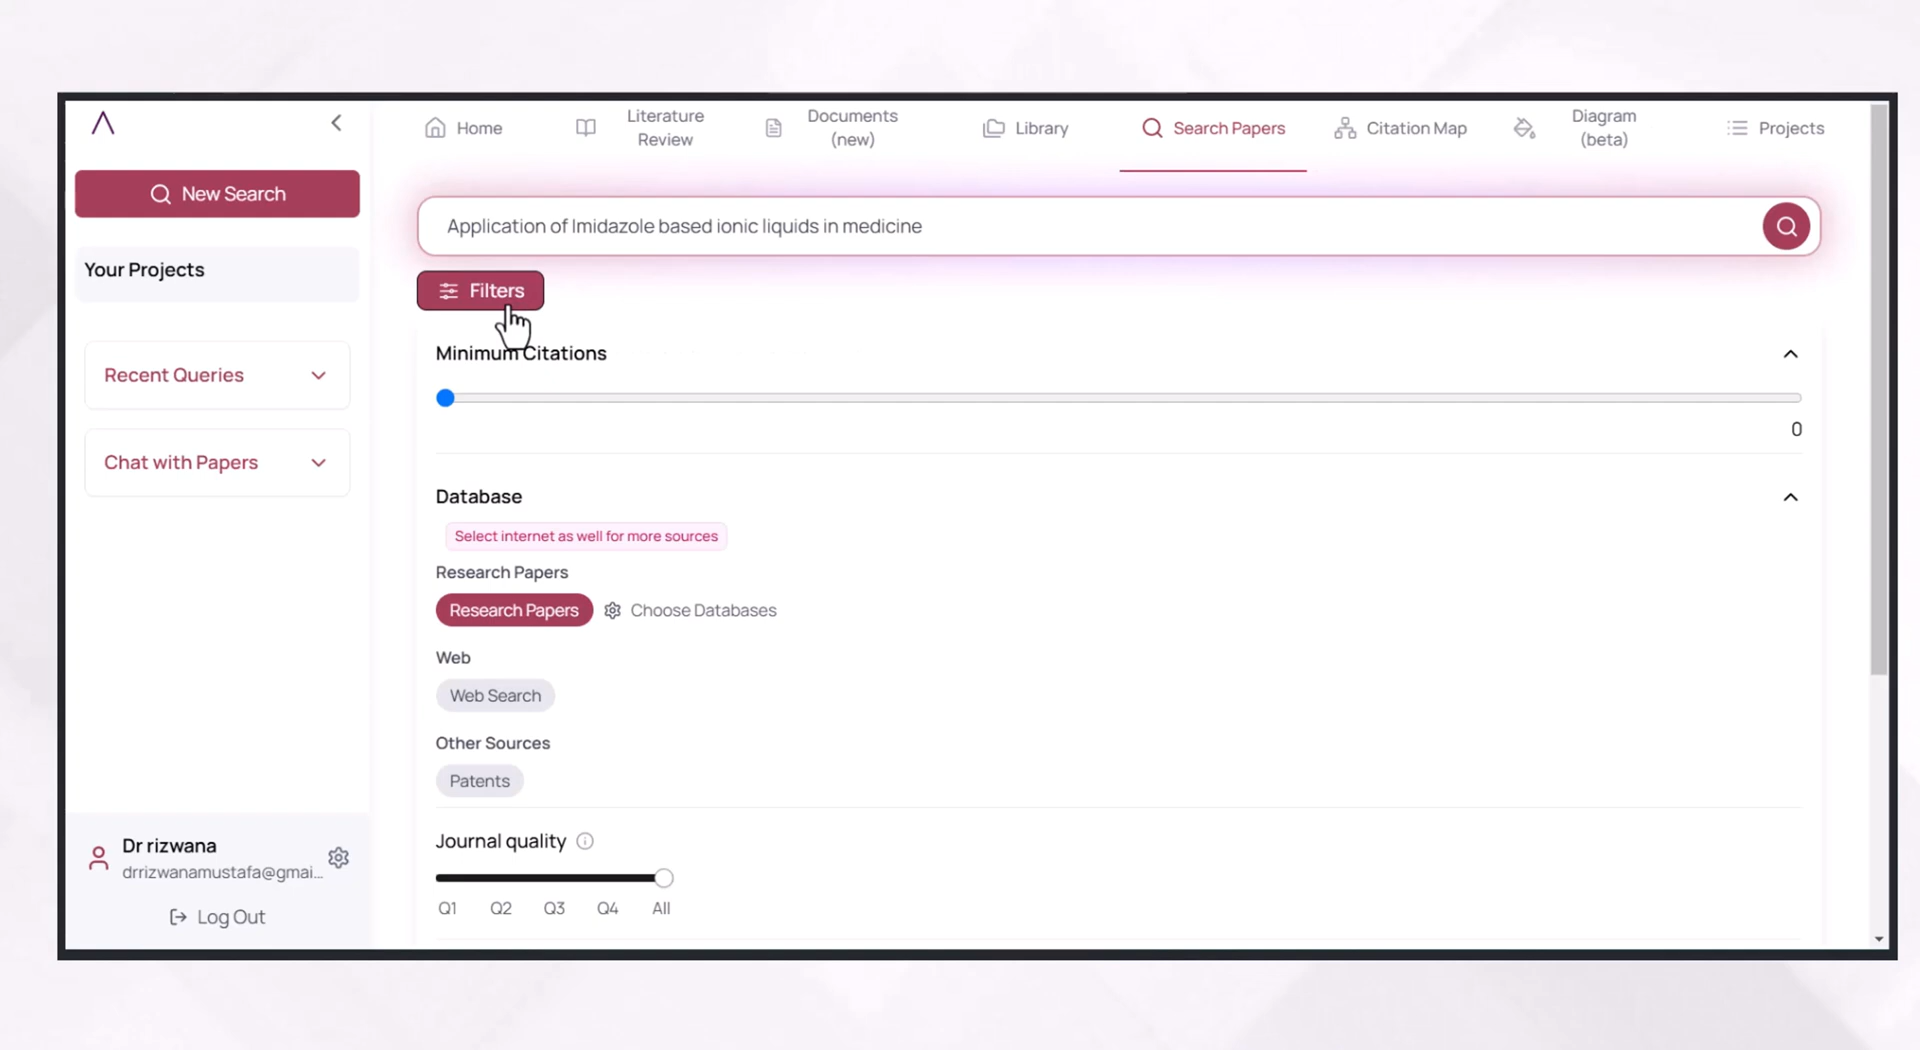 Home
Literature
Review
Documents
(new)
Library
Search Papers
Citation Map
Diagram
(beta)
Projects
New Search
Your Projects
Recent Queries
Chat with Papers
Dr rizwana
drrizwanamustafa@gmai...
Log Out
Application of Imidazole based ionic liquids in medicine
Filters
Minimum Citations
0
Database
Select internet as well for more sources
Research Papers
Research Papers
Choose Databases
Web
Web Search
Other Sources
Patents
Journal quality
Q1 Q2 Q3 Q4 All